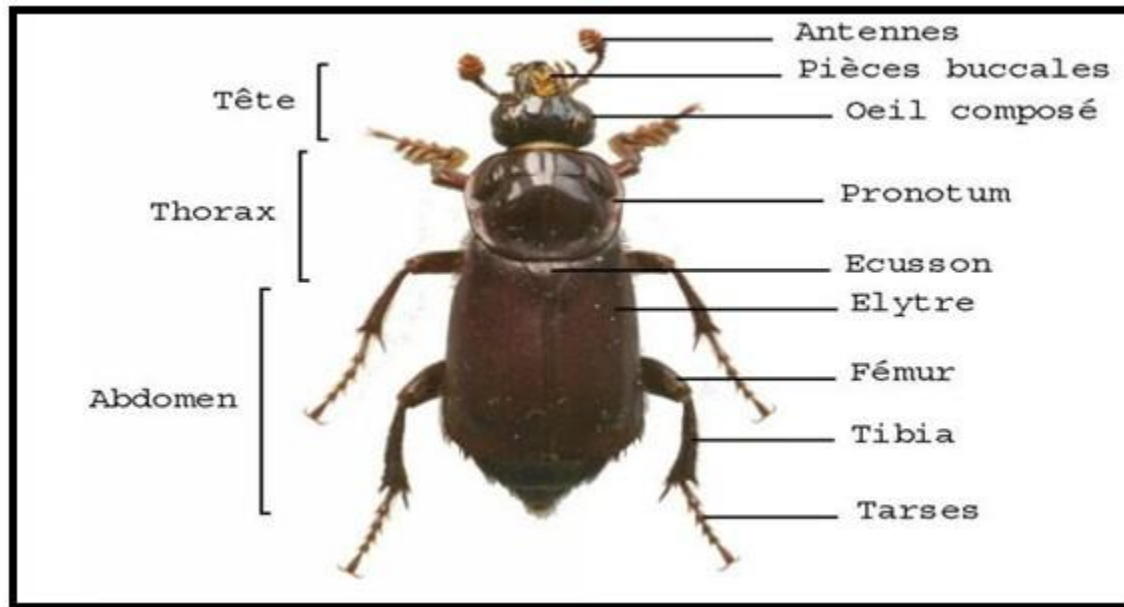 Antennes
Pièces buccales
Tête
Oeil composé
Pronotum
Thorax
Ecusson
Elytre
Fémur
Abdomen
Tibia
Tarses